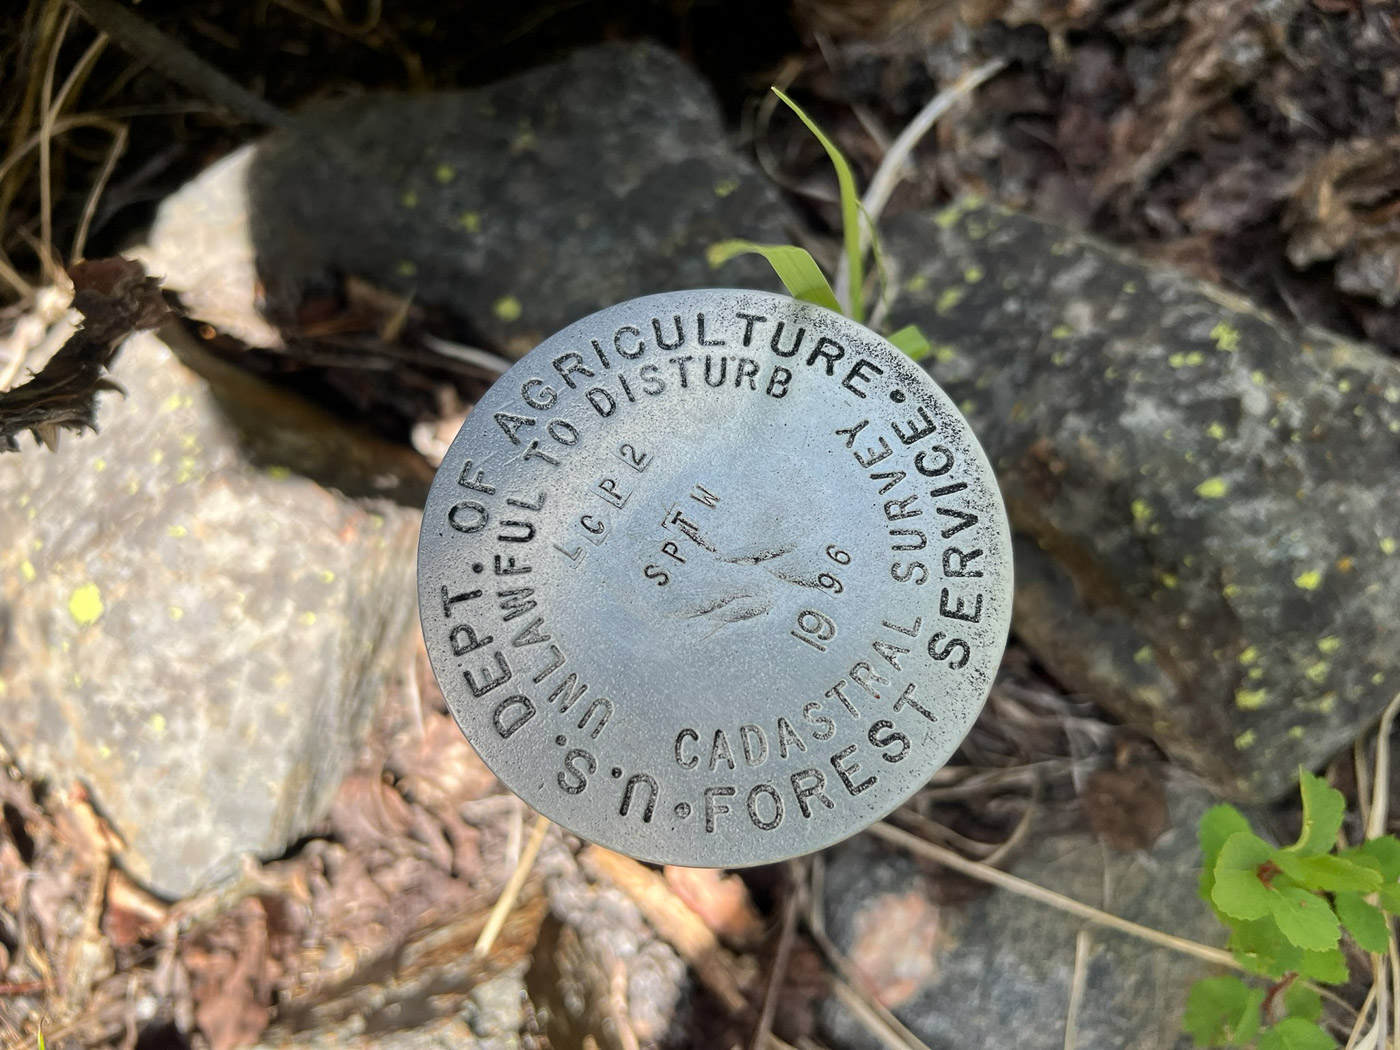 U.S. DEPT. OF AGRICULTURE • FOREST SERVICE •
UNLAWFUL TO DISTURB
CADASTRAL SURVEY
LCP2
SPTW
1996